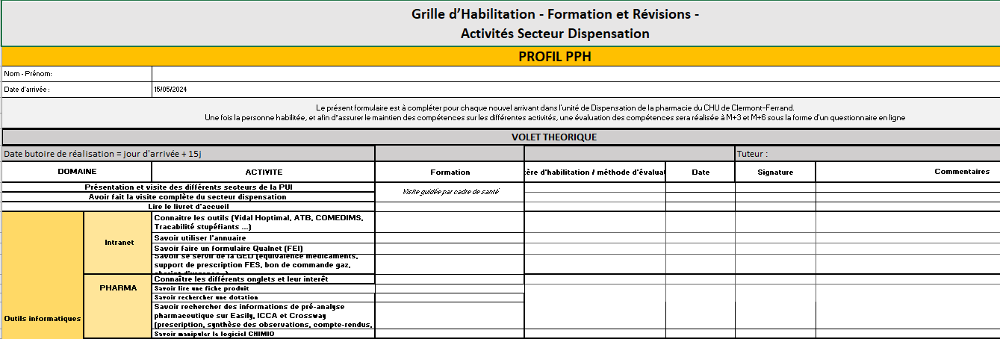 Grille d'Habilitation - Formation et Révisions -
Activités Secteur Dispensation
PROFIL PPH
Nom - Prénom:
Date d'arrivée : 15/05/2024
Le présent formulaire est à compléter pour chaque nouvel arrivant dans l'unité de Dispensation de la pharmacie du CHU de Clermont-Ferrand.
Une fois la personne habilitée, et afin d'assurer le maintien des compétences sur les différentes activités, une évaluation des compétences sera réalisée à M+3 et M+6 sous la forme d'un questionnaire en ligne
VOLET THEORIQUE
Date butoire de réalisation = jour d'arrivée + 15j
Tuteur :
DOMAINE ACTIVITE Formation d'habilitation / méthode Date Signature Commentaires
Présentation et visite des différents secteurs de la PUI
Avoir fait la visite complète du secteur dispensation
Visite guidée par cadre de santé
Lire le livret d'accueil
Outils informatiques
Intranet
Connaitre les outils (Vidal Hoptimal, ATB, COMEDIMS,
Tracabilité stupéfiants ...)
Savoir utiliser l'annuaire
Savoir faire un formulaire Qualnet (FEI)
Savoir se servir de la GED (équivalence médicaments,
support de prescription FES, bon de commande gaz,
PHARMA
Connaître les différents onglets et leur interêt
Savoir lire une fiche produit
Savoir rechercher une dotation
Savoir rechercher des informations de pré-analyse
pharmaceutique sur Easily, ICCA et Crossway
(prescription, synthèse des observations, compte-rendus,
Savoir manipuler le logiciel CHIMIO